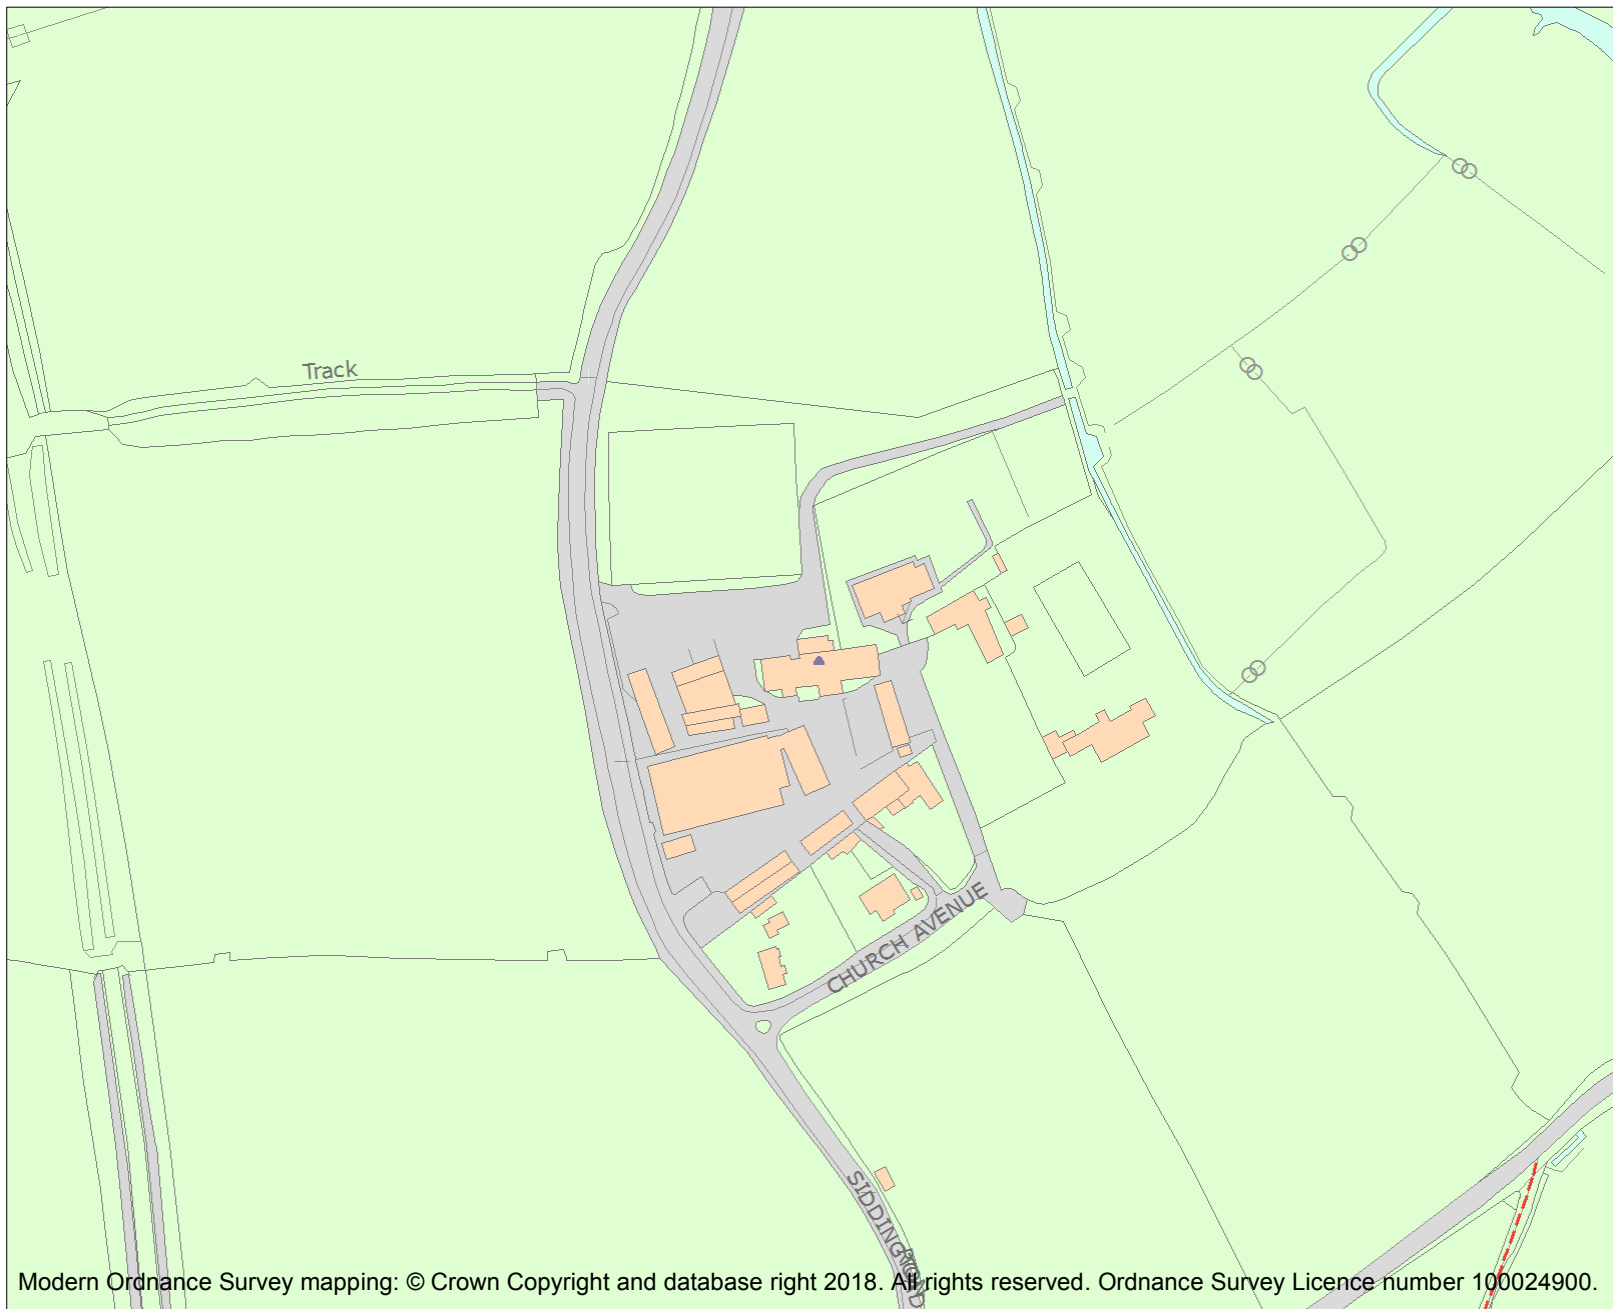 Track
CHURCH AVENUE
SIDDINGTON
ROAD
Modern Ordnance Survey mapping: © Crown Copyright and database right 2018. All rights reserved. Ordnance Survey Licence number 100024900.